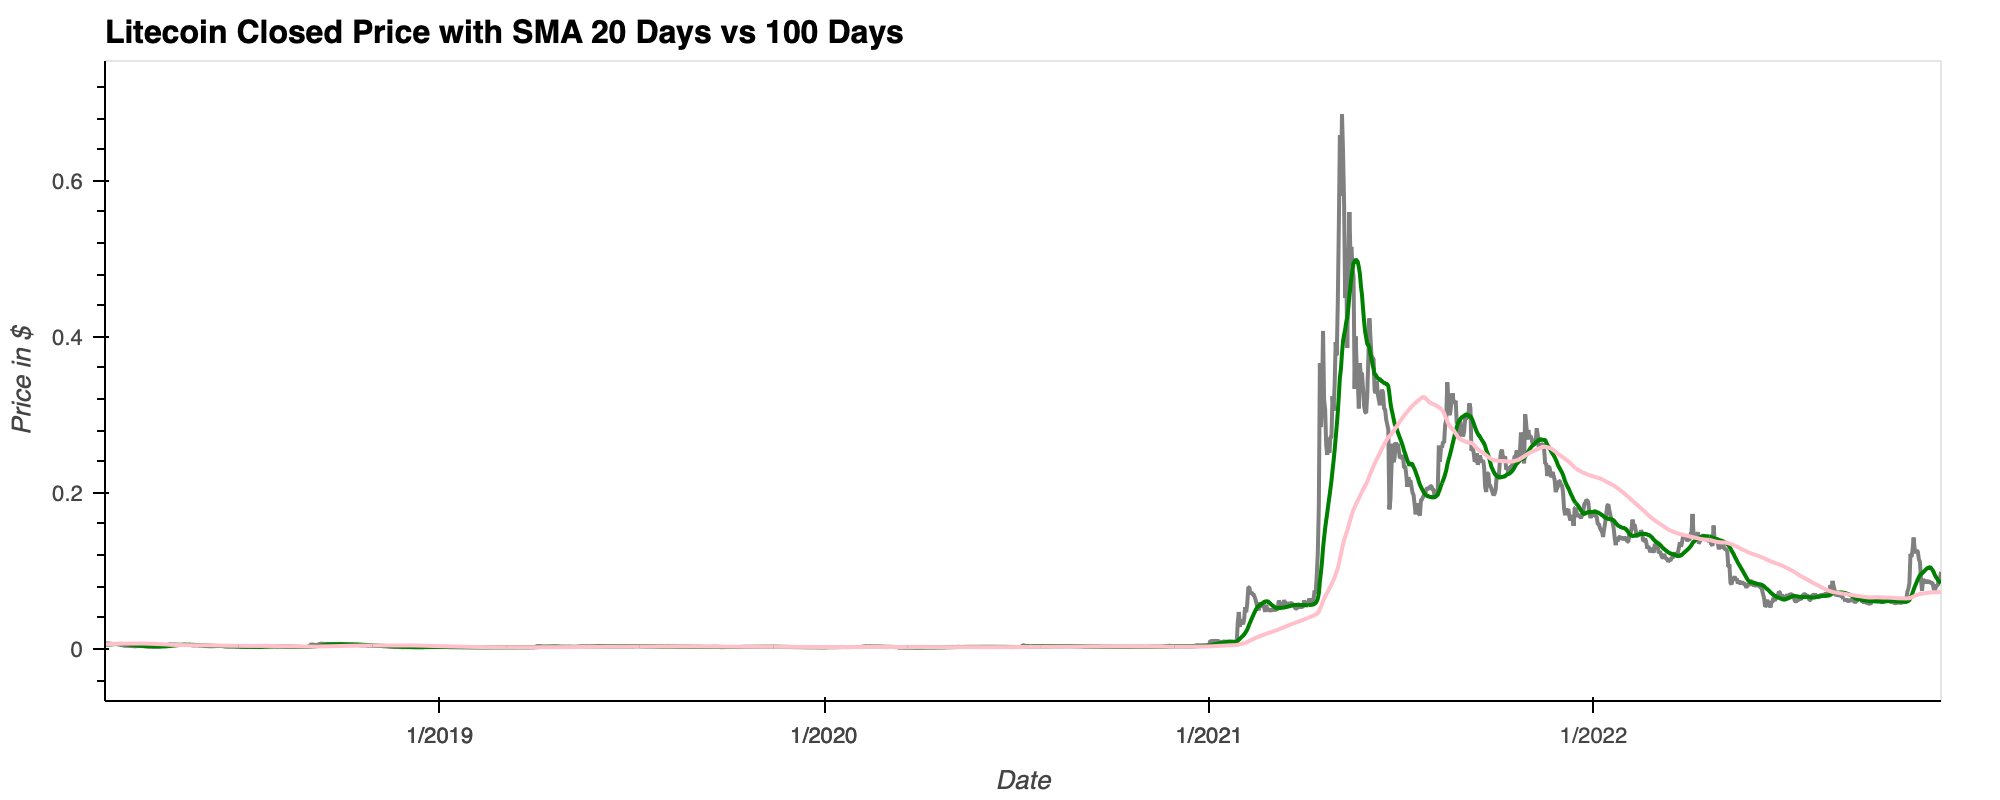 Litecoin Closed Price with SMA 20 Days vs 100 Days
Price in $
0.6
0.4
0.2
0
1/2019
1/2020
1/2021
1/2022
Date